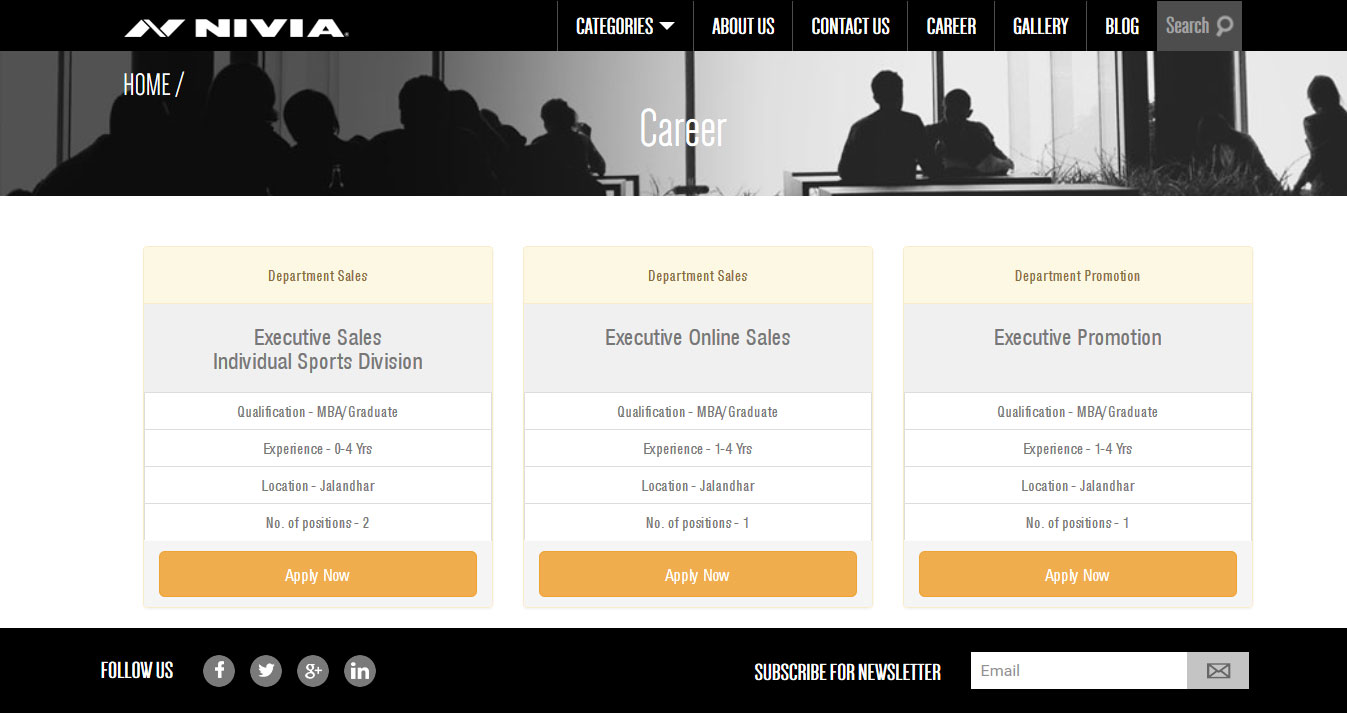 NIVIA
CATEGORIES
ABOUT US
CONTACT US
CAREER
GALLERY
BLOG
Search
HOME /
Career
Department Sales
Executive Sales
Individual Sports Division
Qualification - MBA/Graduate
Experience - 0-4 Yrs
Location - Jalandhar
No. of positions - 2
Apply Now
Department Sales
Executive Online Sales
Qualification - MBA/Graduate
Experience - 1-4 Yrs
Location - Jalandhar
No. of positions - 1
Apply Now
Department Promotion
Executive Promotion
Qualification - MBA/Graduate
Experience - 1-4 Yrs
Location - Jalandhar
No. of positions - 1
Apply Now
FOLLOW US
f
g+
in
SUBSCRIBE FOR NEWSLETTER
Email